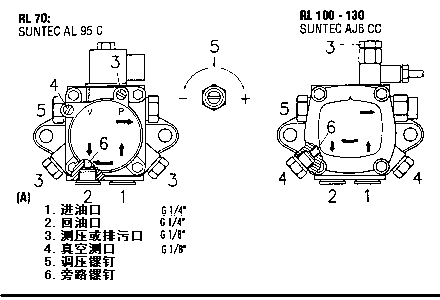 RL 70:
SUNTEC AL 95 C
RL 100 - 130
SUNTEC AJ6 CC
3
5
3
4
V
P
5
6
5
6
3
2
1
3
4
2
1
4
(A)
1. 进油口 G 1/4"
2. 回油口 G 1/4"
3. 测压或排污口 G 1/8"
4. 真空测口 G 1/8"
5. 调压镙钉
6. 旁路镙钉